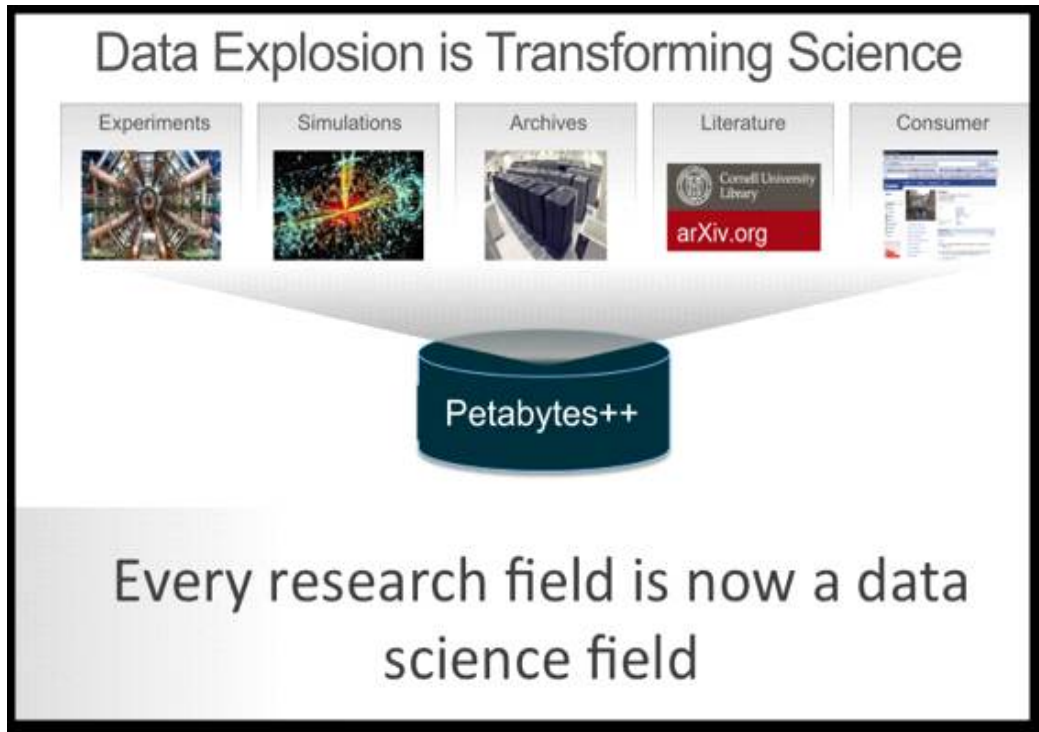 Data Explosion is Transforming Science
Experiments
Simulations
Archives
Literature
Consumer
Cornell University
Library
arXiv.org
Petabytes++
Every research field is now a data
science field